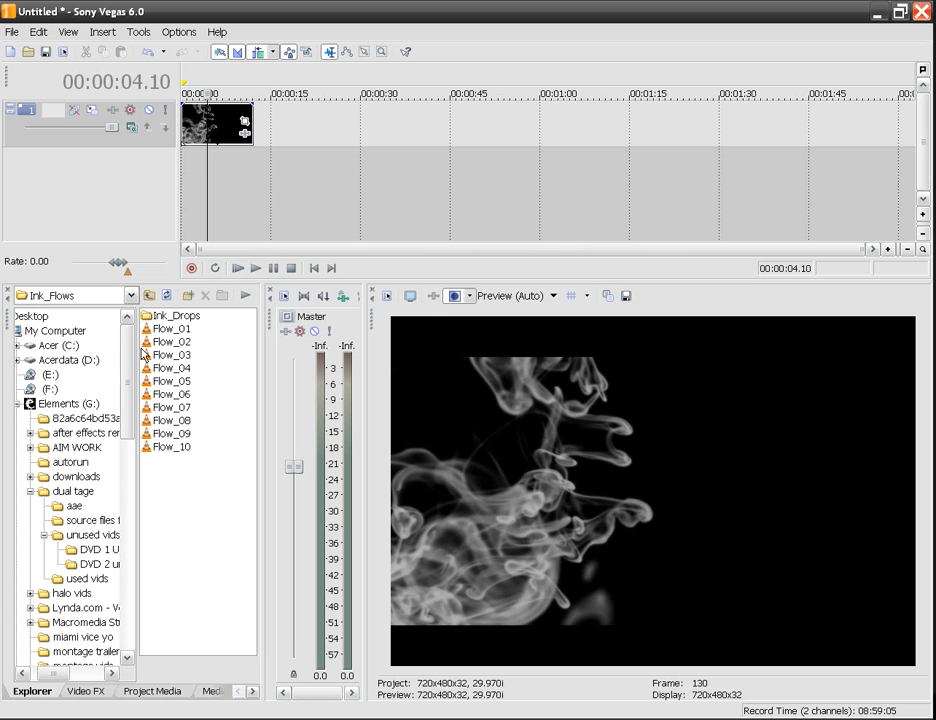 Untitled * - Sony Vegas 6.0
File Edit View Insert Tools Options Help
00:00:04.10
00:00:15 00:00:30 00:00:45 00:01:00 00:01:15 00:01:30 00:01:45
1
Rate: 0.00
00:00:04.10
Ink_Flows
Desktop
My Computer
Acer (C:)
Acerdata (D:)
(E:)
(F:)
Elements (G:)
82a6c64bd53a
after effects rer
AIM WORK
autorun
downloads
dual tage
aae
source files f
unused vids
DVD 1 U
DVD 2 u
used vids
halo vids
Lynda.com - V
Macromedia St
miami vice yo
montage trailer
Ink_Drops
Flow_01
Flow_02
Flow_03
Flow_04
Flow_05
Flow_06
Flow_07
Flow_08
Flow_09
Flow_10
Explorer Video FX Project Media Med
Master
-Inf. -Inf.
3
6
9
12
15
18
21
24
27
30
33
36
39
42
45
48
51
54
57
0.0 0.0
Preview (Auto)
Project: 720x480x32, 29.970i
Preview: 720x480x32, 29.970i
Frame: 130
Display: 720x480x32
Record Time (2 channels): 08:59:05